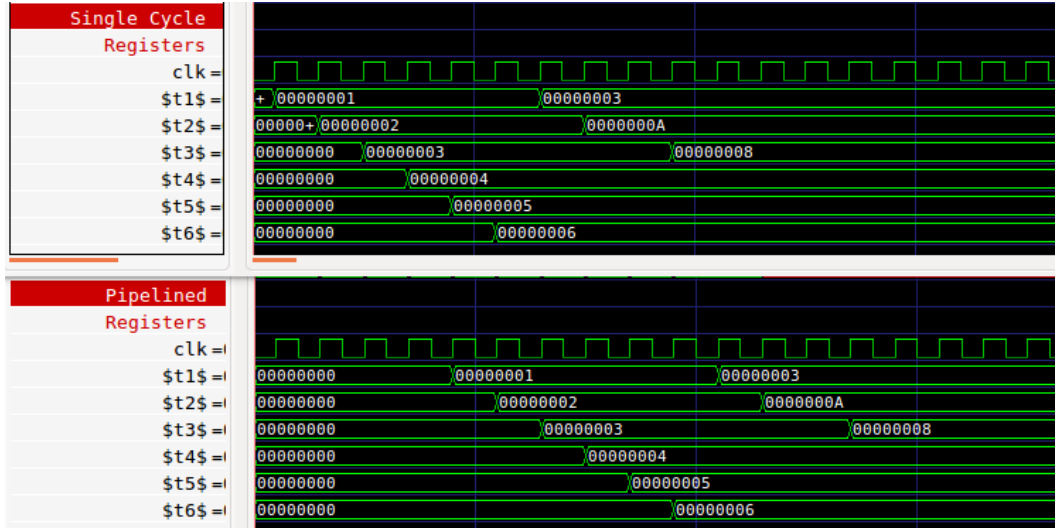 Single Cycle
Registers
clk =
$t1$ = + 00000001 00000003
$t2$ = 00000+ 00000002 0000000A
$t3$ = 00000000 00000003 00000008
$t4$ = 00000000 00000004
$t5$ = 00000000 00000005
$t6$ = 00000000 00000006
Pipelined
Registers
clk =
$t1$ = 00000000 00000001 00000003
$t2$ = 00000000 00000002 0000000A
$t3$ = 00000000 00000003 00000008
$t4$ = 00000000 00000004
$t5$ = 00000000 00000005
$t6$ = 00000000 00000006